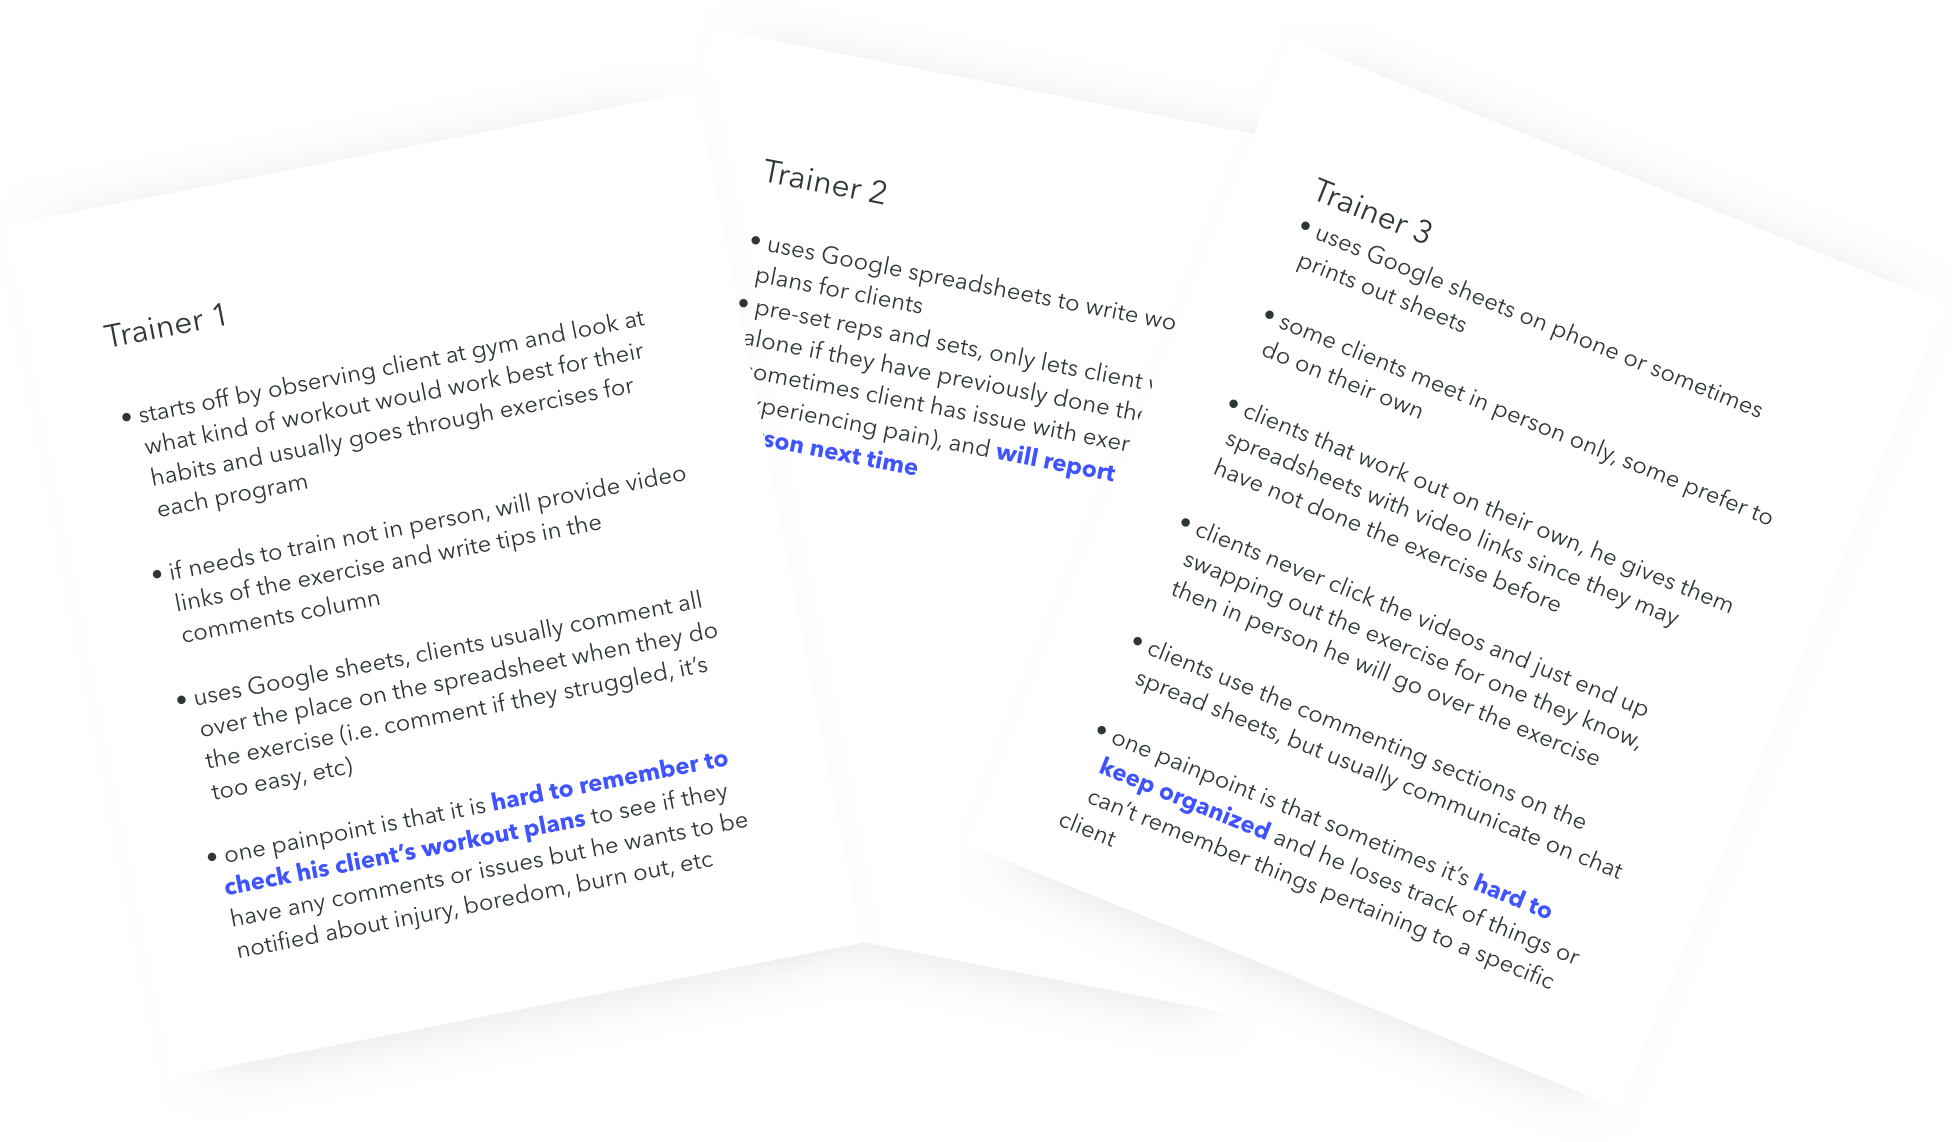 Trainer 1
• starts off by observing client at gym and look at
what kind of workout would work best for their
habits and usually goes through exercises for
each program
• if needs to train not in person, will provide video
links of the exercise and write tips in the
comments column
• uses Google sheets, clients usually comment all
over the place on the spreadsheet when they do
the exercise (i.e. comment if they struggled, it’s
too easy, etc)
• one painpoint is that it is hard to remember to
check his client’s workout plans to see if they
have any comments or issues but he wants to be
notified about injury, boredom, burn out, etc
Trainer 2
• uses Google spreadsheets to write
plans for clients
• pre-set reps and sets, only lets client
alone if they have previously done
client has issue with
pain), and will report
next time
Trainer 3
• uses Google sheets on phone or sometimes
prints out sheets
• some clients meet in person only, some prefer to
do on their own
• clients that work out on their own, he gives them
spreadsheets with video links since they may
have not done the exercise before
• clients never click the videos and just end up
swapping out the exercise for one they know,
then in person he will go over the exercise
• clients use the commenting sections on the
spread sheets, but usually communicate on chat
• one painpoint is that sometimes it’s hard to
keep organized and he loses track of things or
can’t remember things pertaining to a specific
client